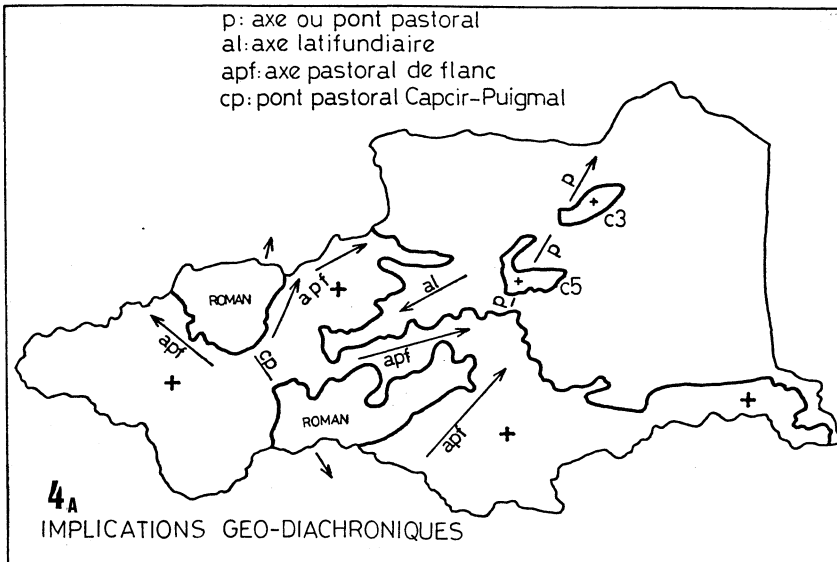 p: axe ou pont pastoral
al: axe latifundiaire
apf: axe pastoral de flanc
cp: pont pastoral Capcir-Puigmal
p
c3
p
ROMAN
apf
al
c5
p
apf
cp
apf
ROMAN
apf
4A
IMPLICATIONS GEO-DIACHRONIQUES